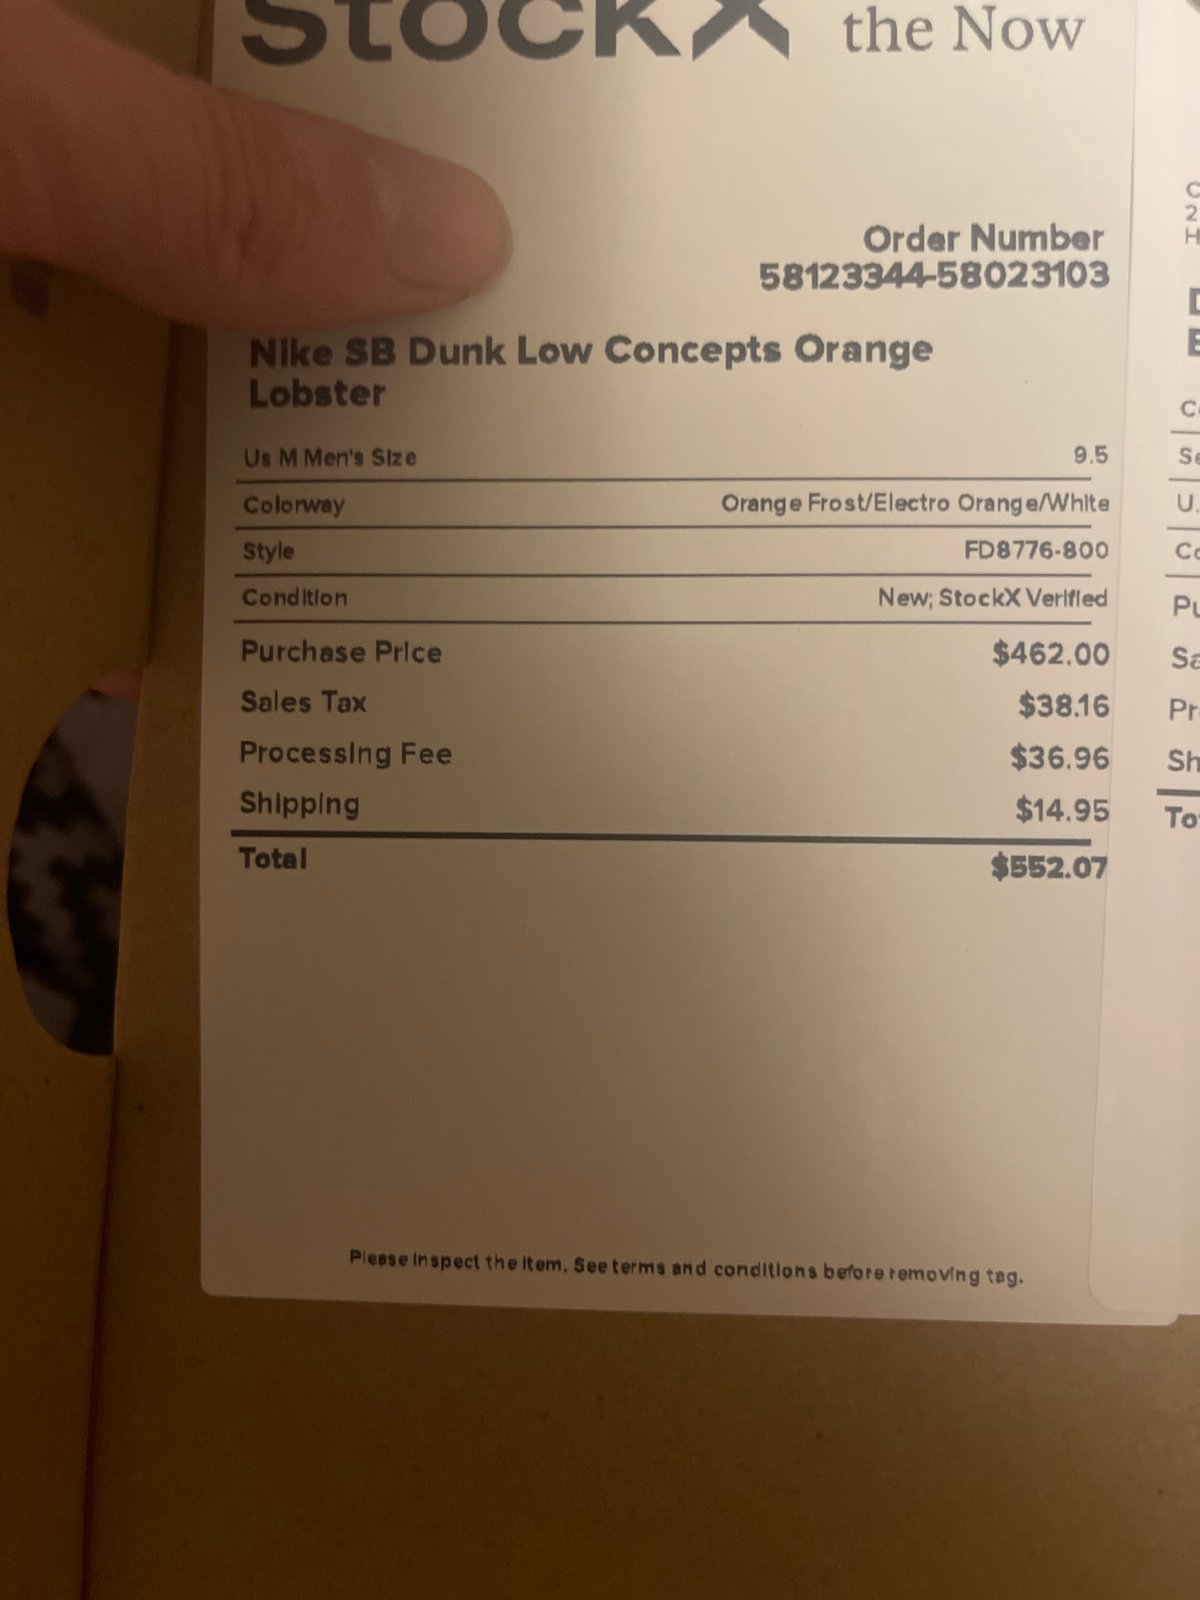 StockX the Now
Order Number
58123344-58023103
Nike SB Dunk Low Concepts Orange
Lobster
Us M Men's Size 9.5
Colorway Orange Frost/Electro Orange/White
Style FD8776-800
Condition New; StockX Verified
Purchase Price $462.00
Sales Tax $38.16
Processing Fee $36.96
Shipping $14.95
Total $552.07
Please inspect the item. See terms and conditions before removing tag.